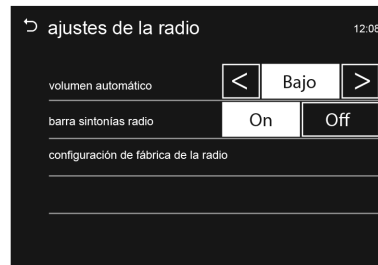 ajustes de la radio 12:08
volumen automático < Bajo >
barra sintonías radio On Off
configuración de fábrica de la radio